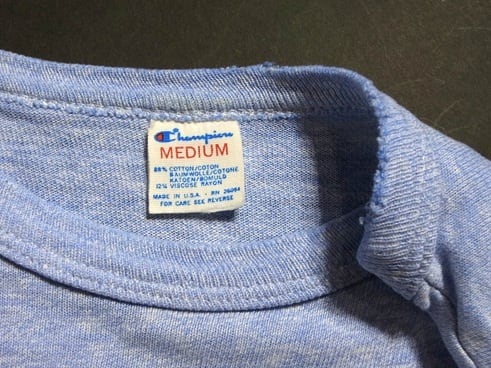 Champion
MEDIUM
88% COTTON/COTON
BAUMWOLLE/COTONE
KATOEN/BOMULD
12% VISCOSE RAYON
MADE IN U.S.A. - RN 26094
FOR CARE SEE REVERSE